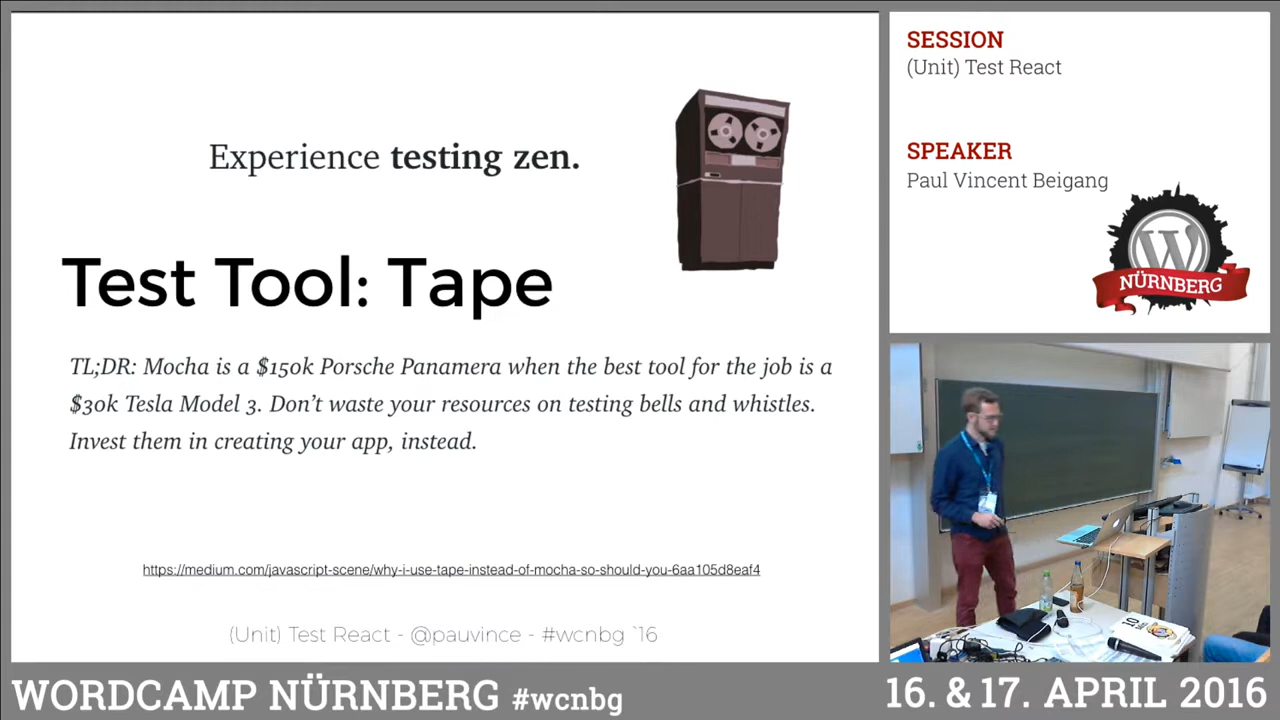 Experience testing zen.
Test Tool: Tape
TL;DR: Mocha is a $150k Porsche Panamera when the best tool for the job is a
$30k Tesla Model 3. Don’t waste your resources on testing bells and whistles.
Invest them in creating your app, instead.
https://medium.com/javascript-scene/why-i-use-tape-instead-of-mocha-so-should-you-6aa105d8eaf4
(Unit) Test React - @pauvince - #wcnbg `16
SESSION
(Unit) Test React
SPEAKER
Paul Vincent Beigang
W
NÜRNBERG
WORDCAMP NÜRNBERG #wcnbg
16. & 17. APRIL 2016